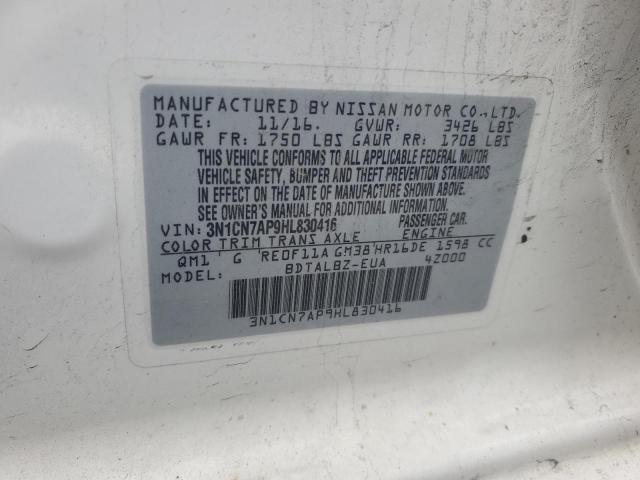 MANUFACTURED BY NISSAN MOTOR CO.,LTD.
DATE: 11/16. GVWR: 3426 LBS
GAWR FR: 1750 LBS GAWR RR: 1708 LBS
THIS VEHICLE CONFORMS TO ALL APPLICABLE FEDERAL MOTOR
VEHICLE SAFETY, BUMPER AND THEFT PREVENTION STANDARDS
IN EFFECT ON THE DATE OF MANUFACTURE SHOWN ABOVE.
SEE OWNER'S MANUAL FOR ADDITIONAL INFORMATION.
VIN: 3N1CN7AP9HL830416 PASSENGER CAR.
COLOR TRIM TRANS AXLE ENGINE
QM1 G RE0F11A GM38 HR16DE 1598 CC
MODEL: BDTALBZ-EUA 4Z000
3N1CN7AP9HL830416